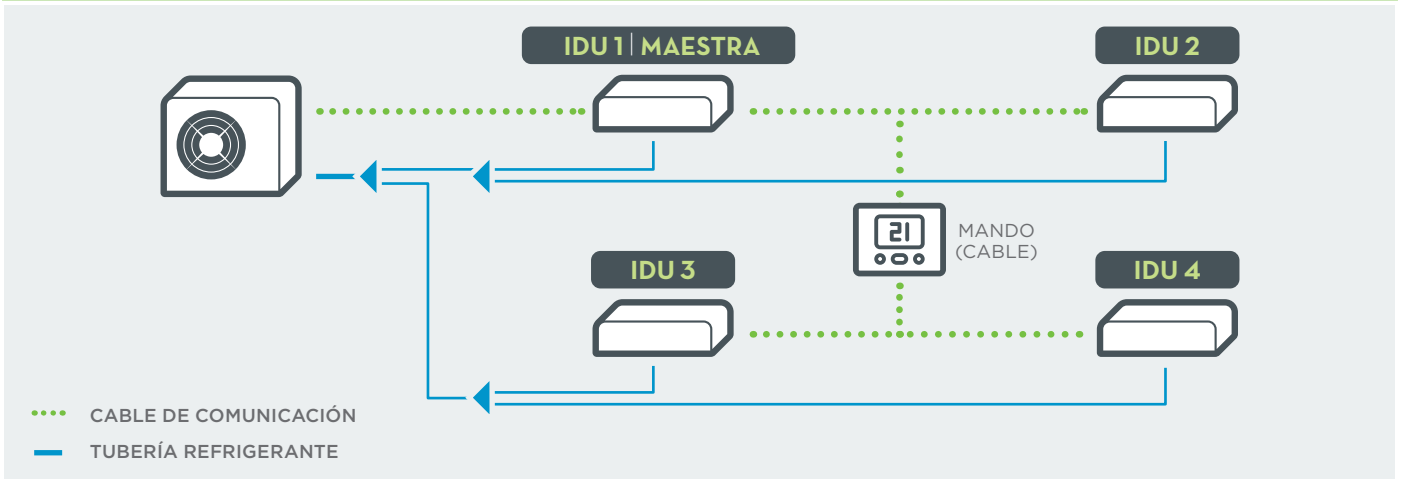 IDU 1 | MAESTRA
IDU 2
21
MANDO
(CABLE)
IDU 3
IDU 4
CABLE DE COMUNICACIÓN
TUBERÍA REFRIGERANTE